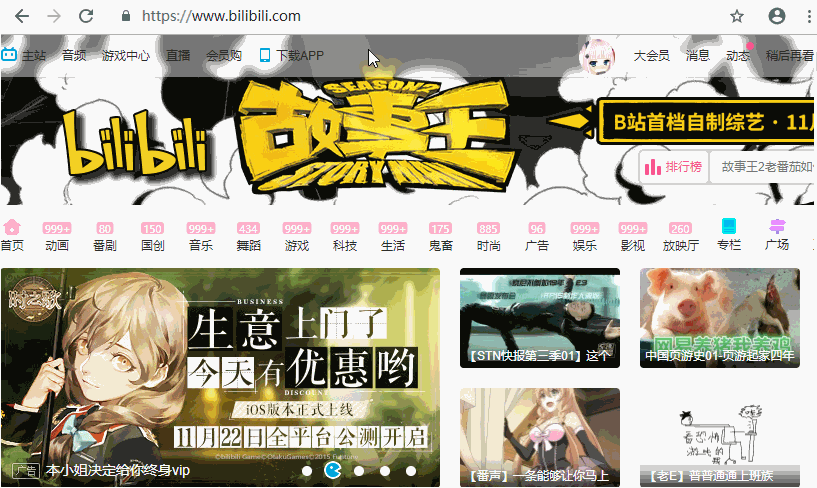 https://www.bilibili.com
主站 音频 游戏中心 直播 会员购 下载APP 大会员 消息 动态 稍后再看
bilibili
SEASON2
故事王
STORY MAN
B站首档自制综艺·11月
排行榜 故事王2老番茄如
999+ 80 150 999+ 434 999+ 999+ 999+ 175 885 96 999+ 999+ 260
首页 动画 番剧 国创 音乐 舞蹈 游戏 科技 生活 鬼畜 时尚 广告 娱乐 影视 放映厅 专栏 广场
时之歌
BUSINESS
生意上门了
今天有优惠哟
DISCOUNT
iOS版本正式上线
11月22日全平台公测开启
©bilibili Game
广告 本小姐决定给你终身vip
【STN快报第三季01】这个
网易养猪我养鸡
中国页游史01-页游起家四年
【番声】一条能够让你马上
【老E】普普通通上班族